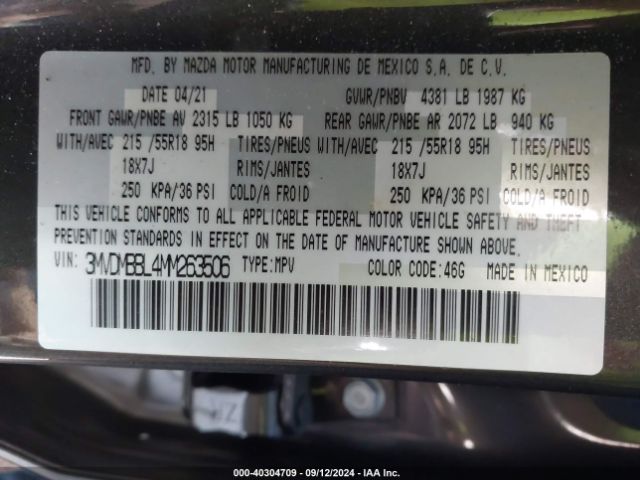 MFD. BY MAZDA MOTOR MANUFACTURING DE MEXICO S.A. DE C.V.
DATE 04/21 GVWR/PNBV 4381 LB 1987 KG
FRONT GAWR/PNBE AV 2315 LB 1050 KG REAR GAWR/PNBE AR 2072 LB 940 KG
WITH/AVEC 215 /55R18 95H TIRES/PNEUS WITH/AVEC 215 /55R18 95H TIRES/PNEUS
18X7J RIMS/JANTES 18X7J RIMS/JANTES
250 KPA/36 PSI COLD/A FROID 250 KPA/36 PSI COLD/A FROID
THIS VEHICLE CONFORMS TO ALL APPLICABLE FEDERAL MOTOR VEHICLE SAFETY AND THEFT
PREVENTION STANDARDS IN EFFECT ON THE DATE OF MANUFACTURE SHOWN ABOVE.
VIN: 3MVDMBBL4MM263506 TYPE:MPV COLOR CODE:46G MADE IN MEXICO
000-40304709 - 09/12/2024 - IAA Inc.